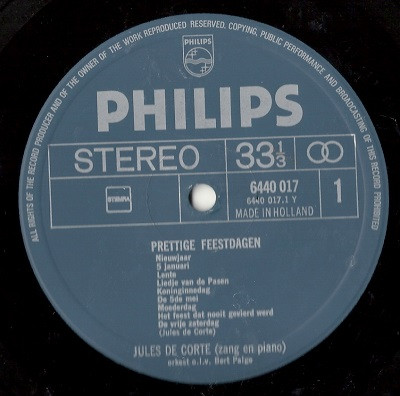 ALL RIGHTS OF THE RECORD PRODUCER AND OF THE OWNER OF THE WORK REPRODUCED RESERVED. COPYING, PUBLIC PERFORMANCE AND BROADCASTING OF THIS RECORD PROHIBITED
PHILIPS
PHILIPS
STEREO 33 1/3
STEMRA
6440 017
6440 017.1 Y
MADE IN HOLLAND
1
PRETTIGE FEESTDAGEN
Nieuwjaar
5 januari
Lente
Liedje van de Pasen
Koninginnedag
De 5de mei
Moederdag
Het feest dat nooit gevierd werd
De vrije zaterdag
(Jules de Corte)
JULES DE CORTE (zang en piano)
orkest o.l.v. Bert Paige